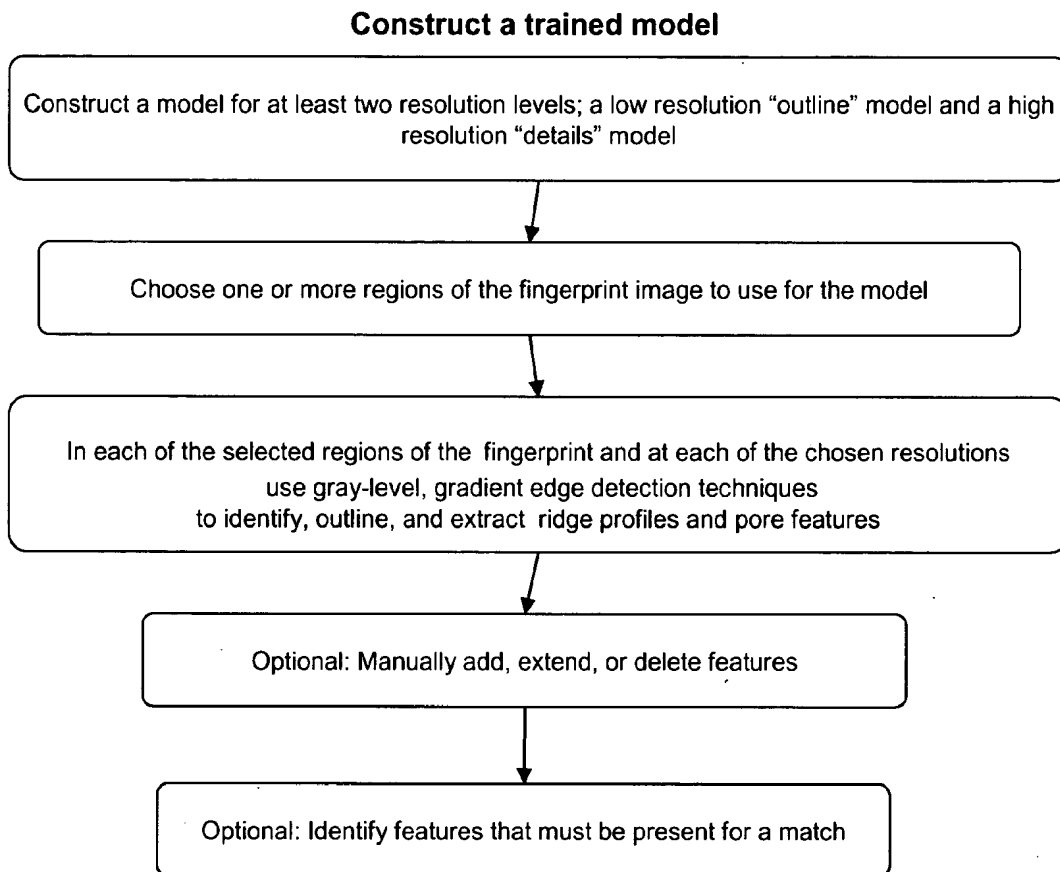 Construct a trained model
Construct a model for at least two resolution levels; a low resolution “outline” model and a high
resolution “details” model
Choose one or more regions of the fingerprint image to use for the model
In each of the selected regions of the fingerprint and at each of the chosen resolutions
use gray-level, gradient edge detection techniques
to identify, outline, and extract ridge profiles and pore features
Optional: Manually add, extend, or delete features
Optional: Identify features that must be present for a match